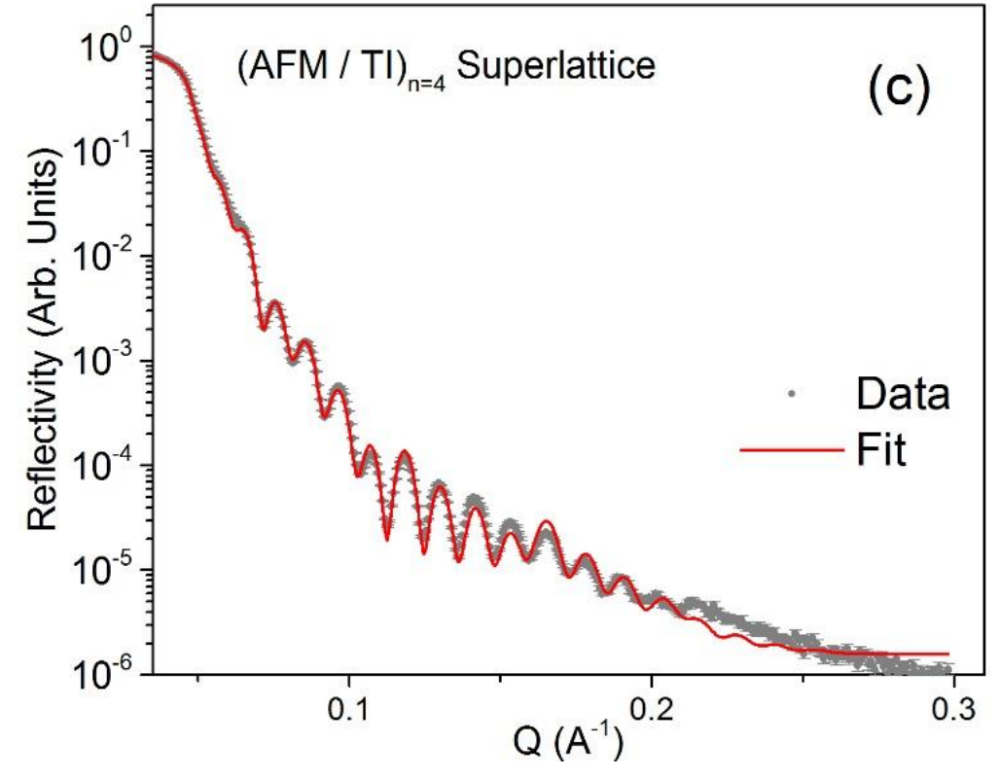 (AFM / TI)n=4 Superlattice
(c)
Reflectivity (Arb. Units)
10^0
10^-1
10^-2
10^-3
10^-4
10^-5
10^-6
Data
Fit
0.1
0.2
0.3
Q (A^-1)